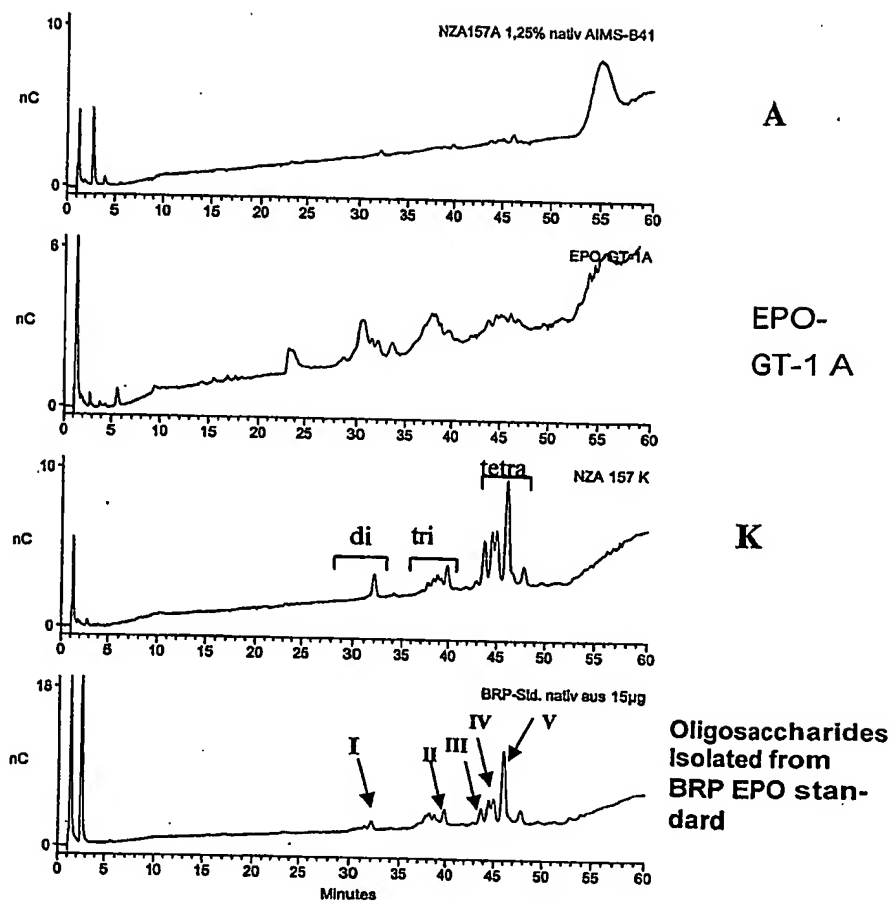 10
nC
0
NZA157A 1,25% nativ AIMS-B41
A
0 5 10 15 20 25 30 35 40 45 50 55 60
6
nC
0
EPO-GT-1A
EPO-
GT-1 A
0 5 10 15 20 25 30 35 40 45 50 55 60
10
nC
0
di
tri
tetra
NZA 157 K
K
0 5 10 15 20 25 30 35 40 45 50 55 60
18
nC
0
BRP-Std. nativ aus 15µg
I
II
III
IV
V
Oligosaccharides
Isolated from
BRP EPO stan-
dard
0 5 10 15 20 25 30 35 40 45 50 55 60
Minutes